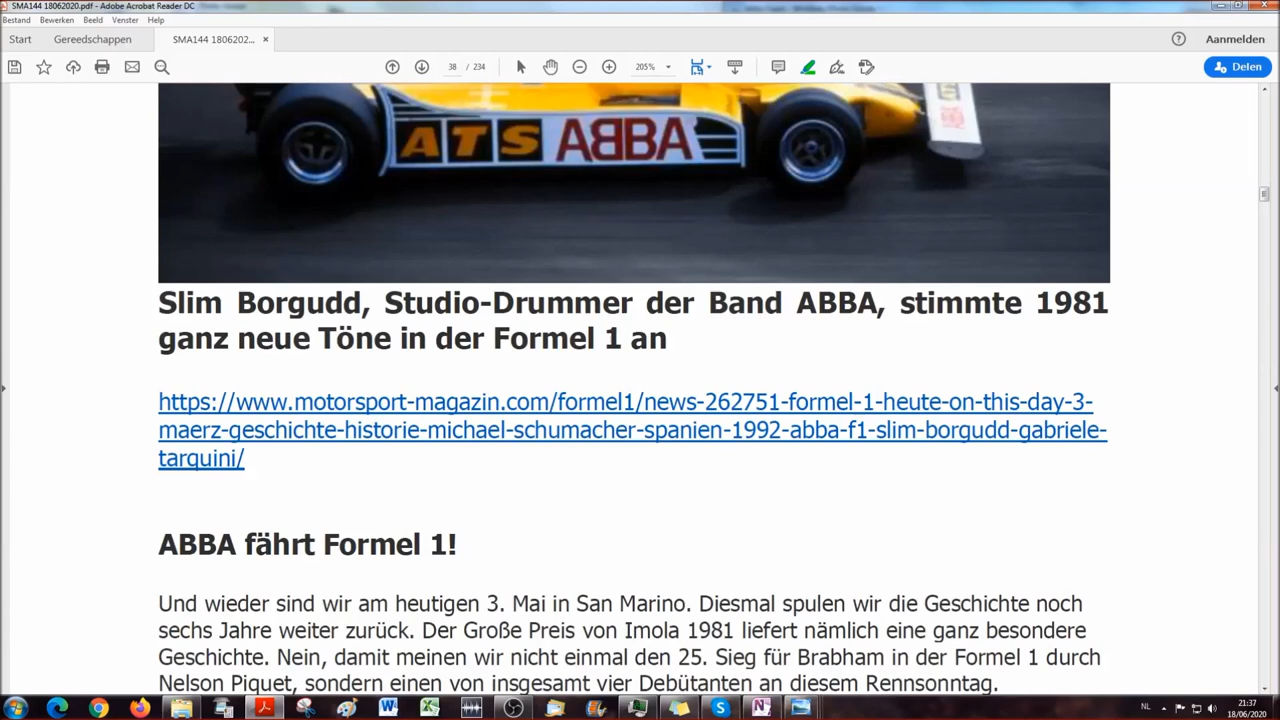 SMA144 18062020.pdf - Adobe Acrobat Reader DC
Bestand Bewerken Beeld Venster Help
Start Gereedschappen SMA144 1806202... × Aanmelden
38 / 234 205% Delen
ATS ABBA
Slim Borgudd, Studio-Drummer der Band ABBA, stimmte 1981
ganz neue Töne in der Formel 1 an
https://www.motorsport-magazin.com/formel1/news-262751-formel-1-heute-on-this-day-3-
maerz-geschichte-historie-michael-schumacher-spanien-1992-abba-f1-slim-borgudd-gabriele-
tarquini/
ABBA fährt Formel 1!
Und wieder sind wir am heutigen 3. Mai in San Marino. Diesmal spulen wir die Geschichte noch
sechs Jahre weiter zurück. Der Große Preis von Imola 1981 liefert nämlich eine ganz besondere
Geschichte. Nein, damit meinen wir nicht einmal den 25. Sieg für Brabham in der Formel 1 durch
Nelson Piquet, sondern einen von insgesamt vier Debütanten an diesem Rennsonntag.
NL 21:37
18/06/2020